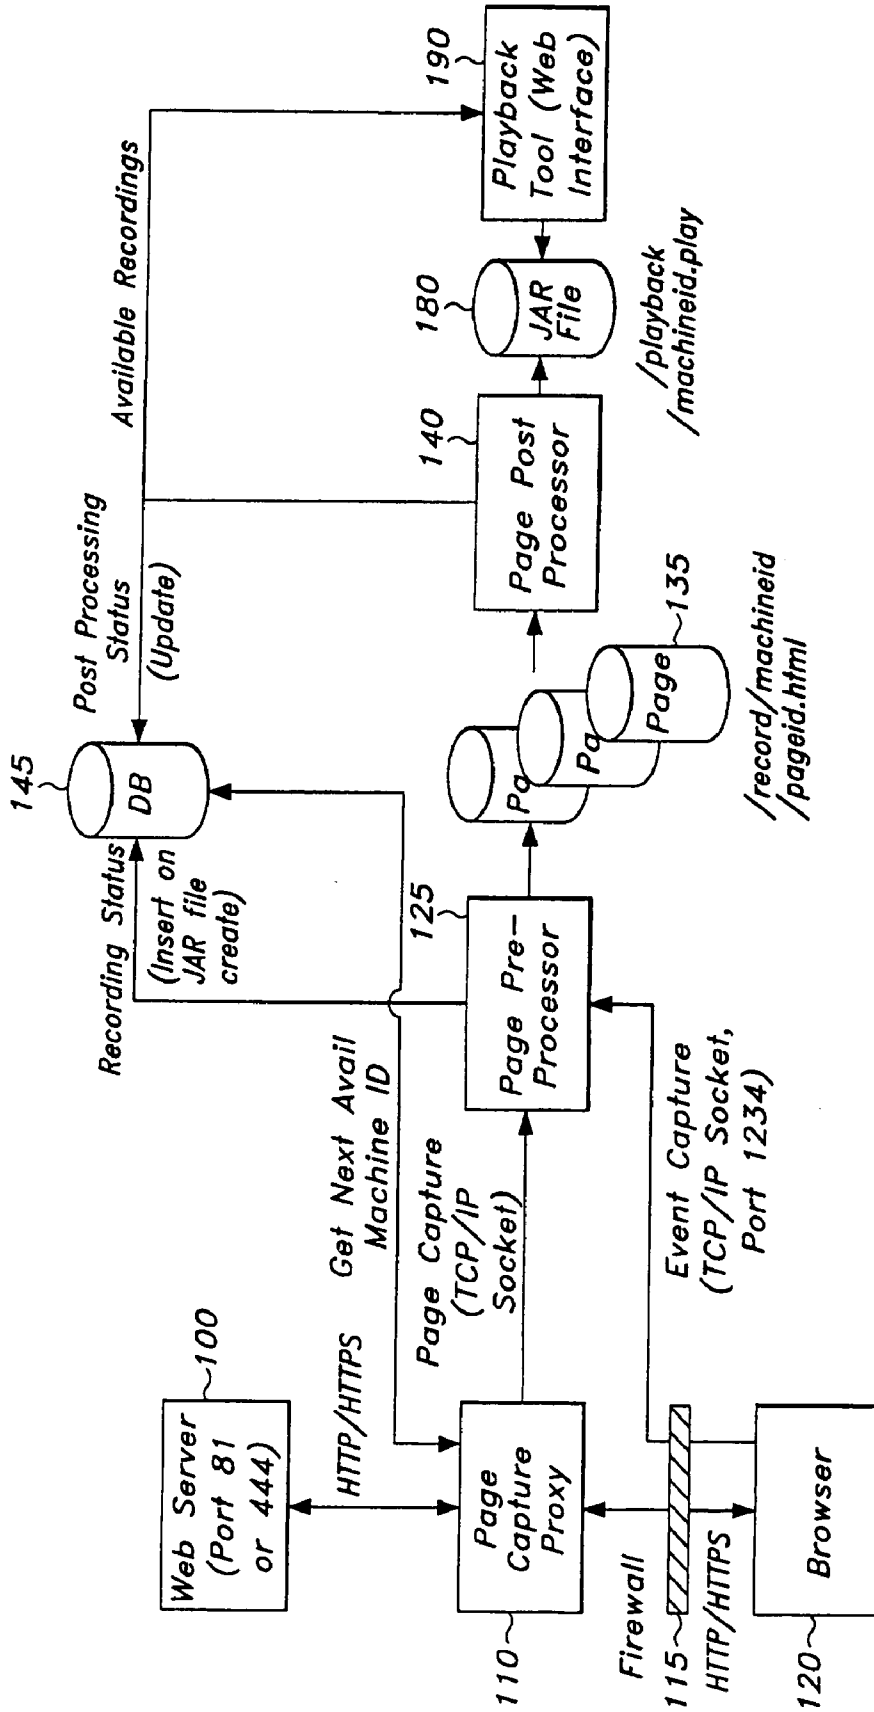 145
DB
Recording Status
(Insert on
JAR file
create)
Post Processing
Status
(Update)
Available Recordings
100
Web Server
(Port 81
or 444)
HTTP/HTTPS
Get Next Avail
Machine ID
Page Capture
(TCP/IP
Socket)
110
Page
Capture
Proxy
125
Page Pre-
Processor
Pa
Pa
Page
135
/record/machineid
/pageid.html
140
Page Post
Processor
180
JAR
File
/playback
/machineid.play
190
Playback
Tool (Web
Interface)
Firewall
115
HTTP/HTTPS
Event Capture
(TCP/IP Socket,
Port 1234)
120
Browser